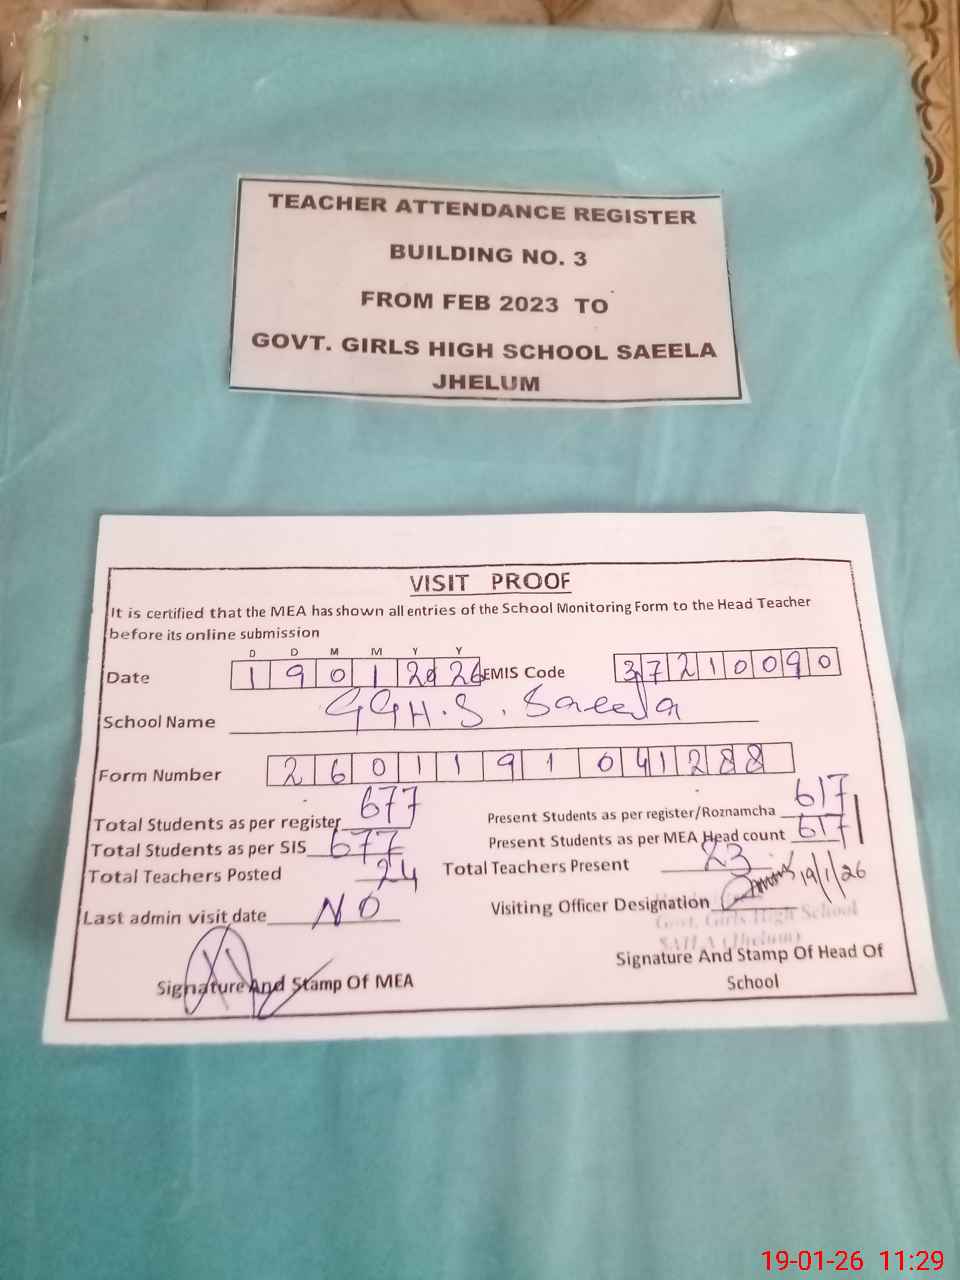 TEACHER ATTENDANCE REGISTER
BUILDING NO. 3
FROM FEB 2023 TO
GOVT. GIRLS HIGH SCHOOL SAEELA
JHELUM
VISIT PROOF
It is certified that the MEA has shown all entries of the School Monitoring Form to the Head Teacher
before its online submission
D D M M Y Y
Date 1 9 0 1 20 26 EMIS Code 3 7 2 1 0 0 9 0
School Name GGH.S. Saeela
Form Number 2 6 0 1 1 9 1 0 4 1 2 8 8
Total Students as per register 677 Present Students as per register/Roznamcha 617
Total Students as per SIS 677 Present Students as per MEA Head count 617
Total Teachers Posted 24 Total Teachers Present 23
Last admin visit date NO Visiting Officer Designation 19/1/26
Govt. Girls High School
(Jhelum)
Signature And Stamp Of MEA Signature And Stamp Of Head Of
School
19-01-26 11:29